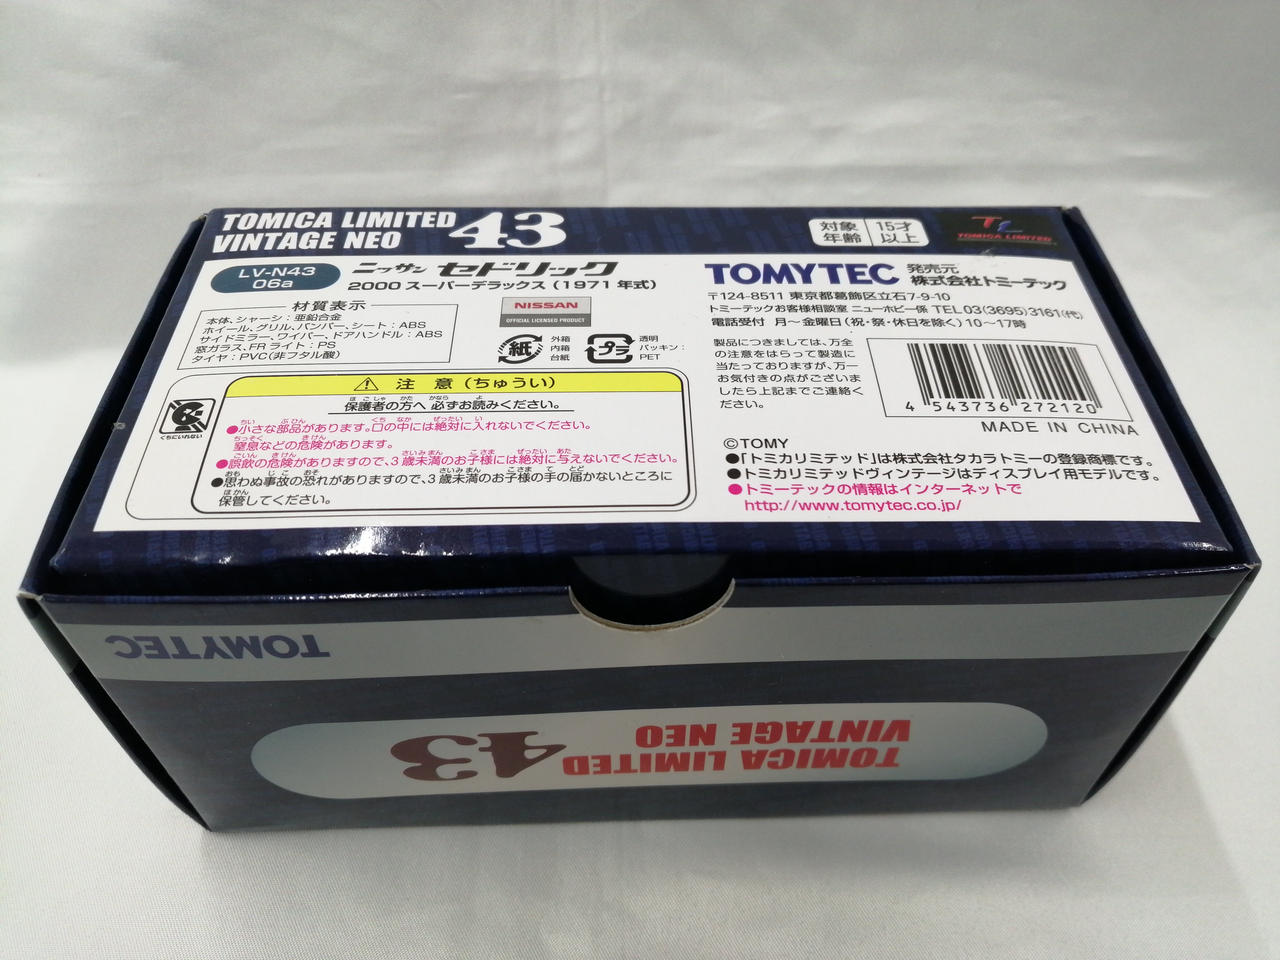 TOMICA LIMITED
VINTAGE NEO 43
対象年齢 15才以上
TOMICA LIMITED
LV-N43
06a
ニッサン セドリック
2000 スーパーデラックス(1971年式)
材質表示
本体、シャーシ:亜鉛合金
ホイール、グリル、バンパー、シート:ABS
サイドミラー、ワイパー、ドアハンドル:ABS
窓ガラス、FRライト:PS
タイヤ:PVC(非フタル酸)
NISSAN
OFFICIAL LICENSED PRODUCT
紙
外箱
内箱
台紙
プラ
透明
パッキン:
PET
くちにいれない
注 意(ちゅうい)
保護者の方へ 必ずお読みください。
●小さな部品があります。口の中には絶対に入れないでください。
窒息などの危険があります。
●誤飲の危険がありますので、3歳未満のお子様には絶対に与えないでください。
●思わぬ事故の恐れがありますので、3歳未満のお子様の手の届かないところに
保管してください。
TOMYTEC 発売元 株式会社トミーテック
〒124-8511 東京都葛飾区立石7-9-10
トミーテックお客様相談室 ニューホビー係 TEL03(3695)3161(代)
電話受付 月〜金曜日(祝・祭・休日を除く)10〜17時
製品につきましては、万全
の注意をはらって製造に
当たっておりますが、万一
お気付きの点がございま
したら上記までご連絡
ください。
4 543736 272120
MADE IN CHINA
©TOMY
●「トミカリミテッド」は株式会社タカラトミーの登録商標です。
●トミカリミテッドヴィンテージはディスプレイ用モデルです。
●トミーテックの情報はインターネットで
http://www.tomytec.co.jp/
TOMYTEC
TOMICA LIMITED
VINTAGE NEO 43